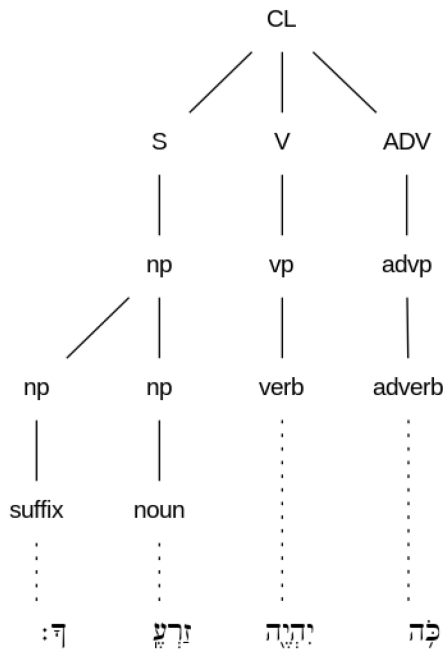 CL
S V ADV
np vp advp
np np verb adverb
suffix noun
כֹּ֥ה יִהְיֶ֖ה זַרְעֶֽ ךָ׃